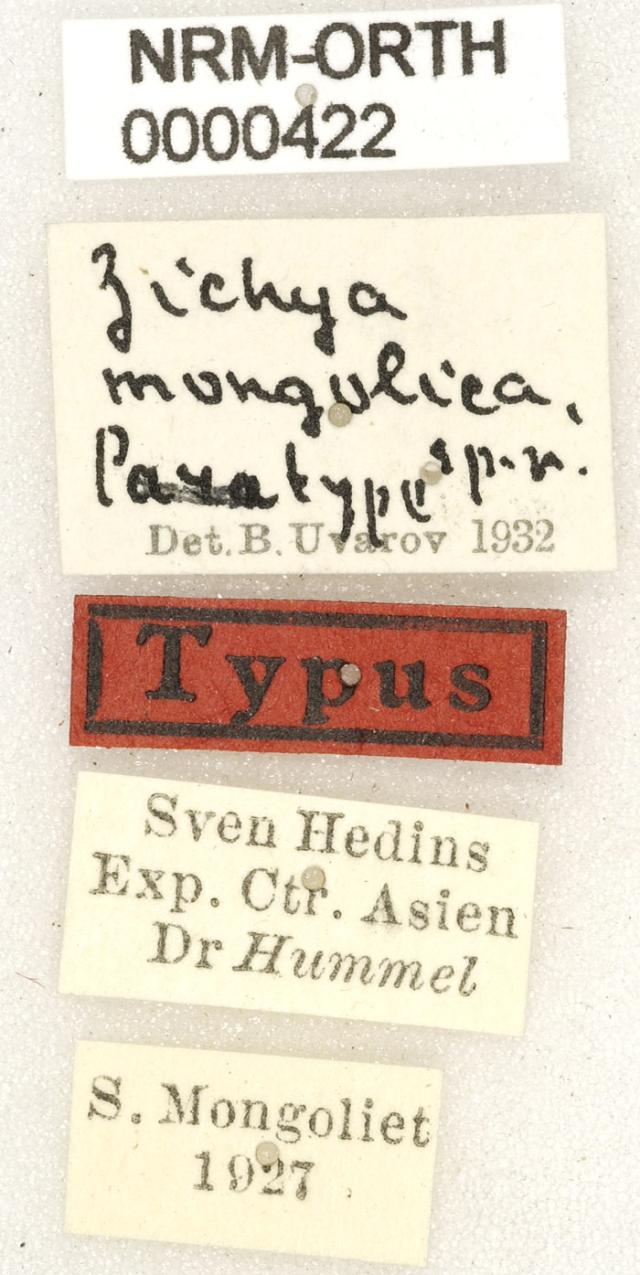 NRM-ORTH
0000422
Zichya
mongolica,
Paratype sp. n.
Det. B. Uvarov 1932
Typus
Sven Hedins
Exp. Ctr. Asien
Dr Hummel
S. Mongoliet
1927